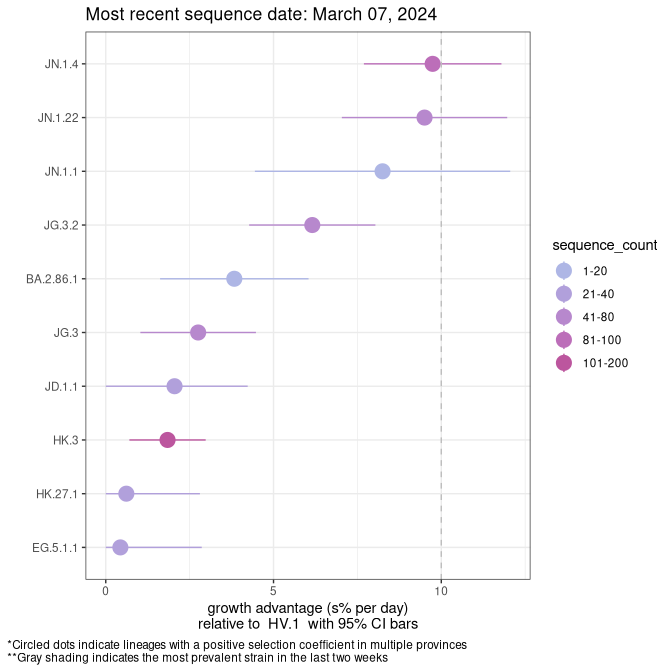 Most recent sequence date: March 07, 2024
JN.1.4
JN.1.22
JN.1.1
JG.3.2
BA.2.86.1
JG.3
JD.1.1
HK.3
HK.27.1
EG.5.1.1
0 5 10
growth advantage (s% per day)
relative to HV.1 with 95% CI bars
sequence_count
1-20
21-40
41-80
81-100
101-200
*Circled dots indicate lineages with a positive selection coefficient in multiple provinces
**Gray shading indicates the most prevalent strain in the last two weeks